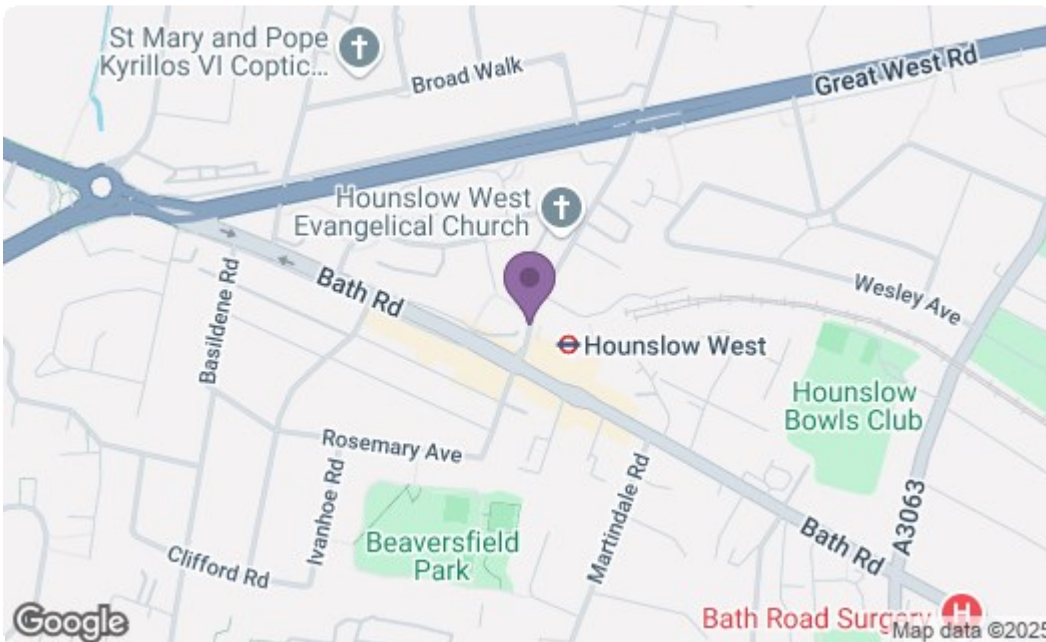 St Mary and Pope
Kyrillos VI Coptic...
Broad Walk
Great West Rd
Hounslow West
Evangelical Church
Bath Rd
Basildene Rd
Wesley Ave
Hounslow West
Hounslow
Bowls Club
Rosemary Ave
Ivanhoe Rd
Martindale Rd
A3063
Beaversfield
Park
Clifford Rd
Bath Rd
Bath Road Surgery
H
Google
Map data ©2025